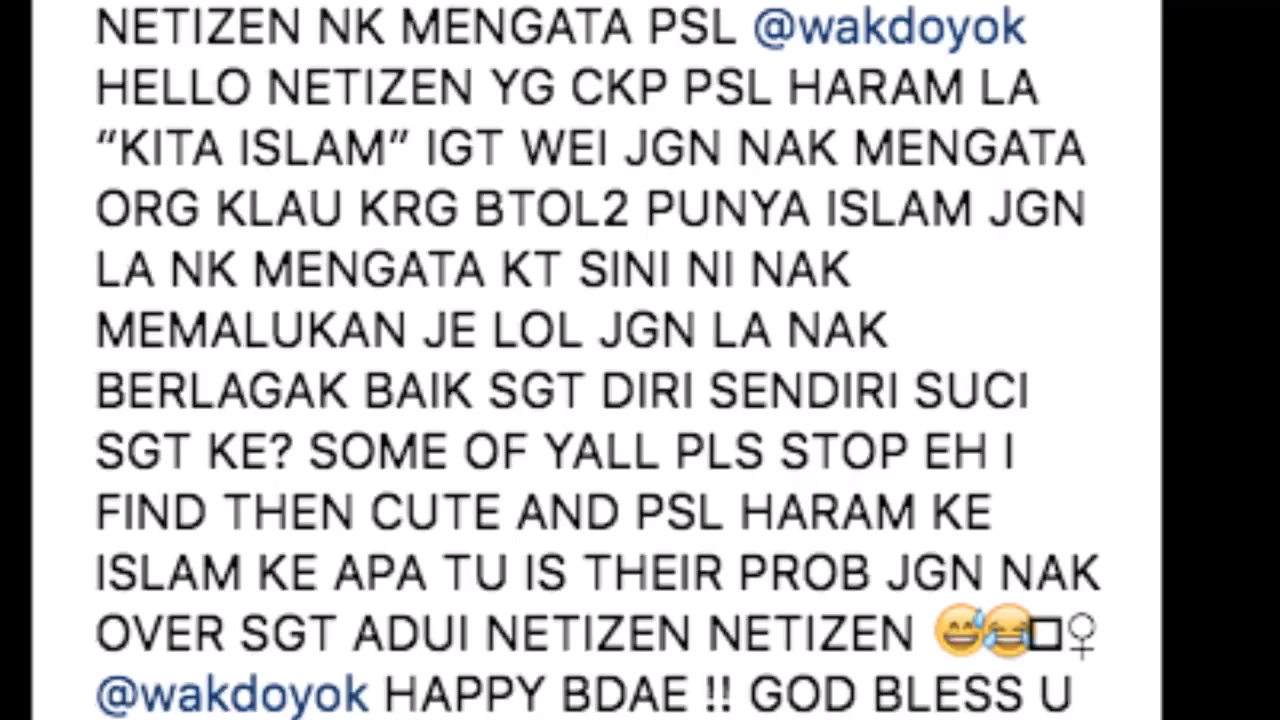 NETIZEN NK MENGATA PSL @wakdoyok
HELLO NETIZEN YG CKP PSL HARAM LA
“KITA ISLAM” IGT WEI JGN NAK MENGATA
ORG KLAU KRG BTOL2 PUNYA ISLAM JGN
LA NK MENGATA KT SINI NI NAK
MEMALUKAN JE LOL JGN LA NAK
BERLAGAK BAIK SGT DIRI SENDIRI SUCI
SGT KE? SOME OF YALL PLS STOP EH I
FIND THEN CUTE AND PSL HARAM KE
ISLAM KE APA TU IS THEIR PROB JGN NAK
OVER SGT ADUI NETIZEN NETIZEN 😅😂□♀
@wakdoyok HAPPY BDAE !! GOD BLESS U